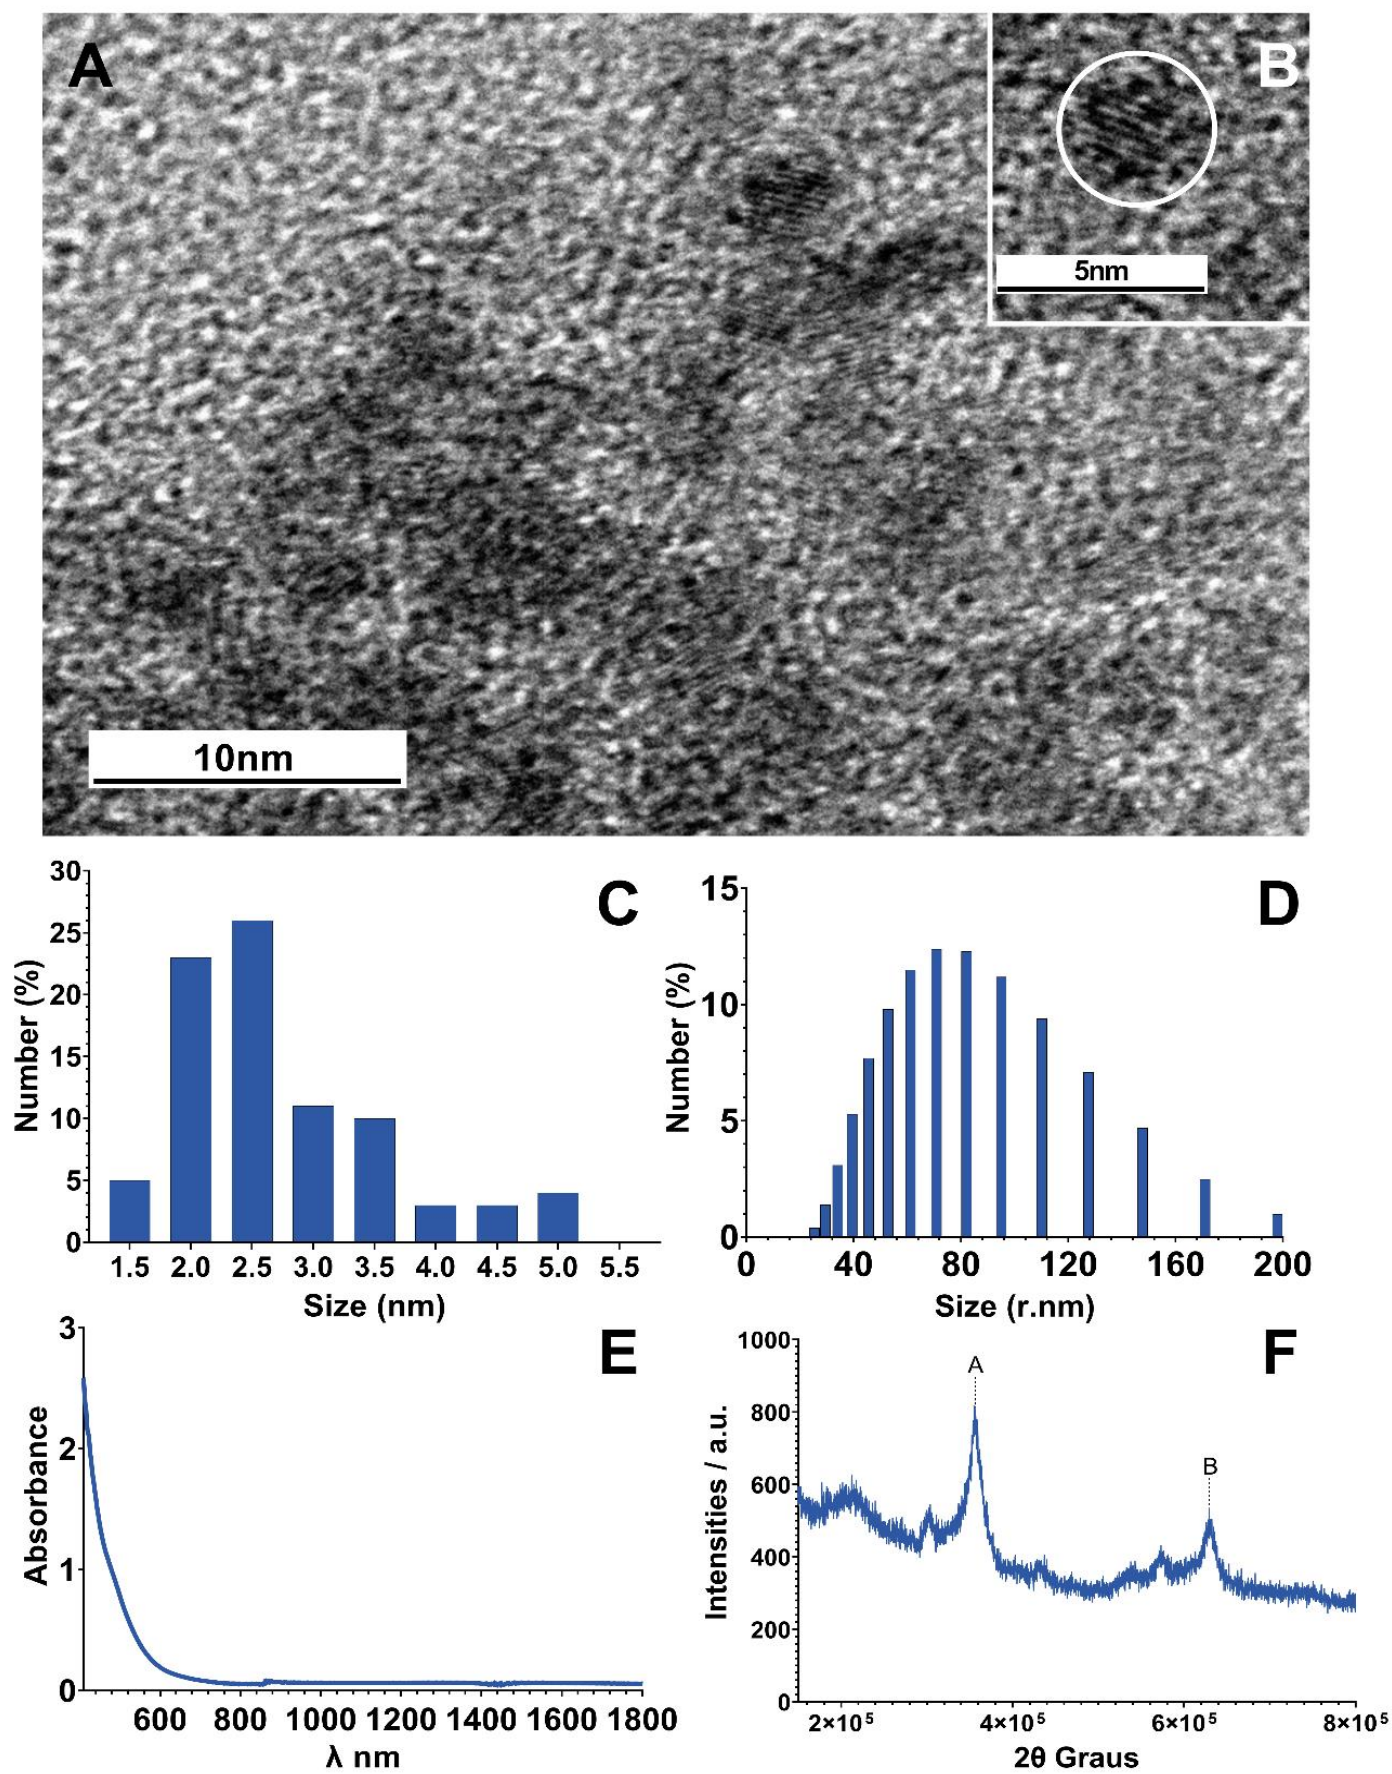 A
B
5nm
10nm
C
30
25
20
15
10
5
0
Number (%)
1.5 2.0 2.5 3.0 3.5 4.0 4.5 5.0 5.5
Size (nm)
D
15
10
5
0
Number (%)
0 40 80 120 160 200
Size (r.nm)
E
3
2
1
0
Absorbance
600 800 1000 1200 1400 1600 1800
λ nm
F
1000
800
600
400
200
0
Intensities / a.u.
A
B
2×10⁵ 4×10⁵ 6×10⁵ 8×10⁵
2θ Graus